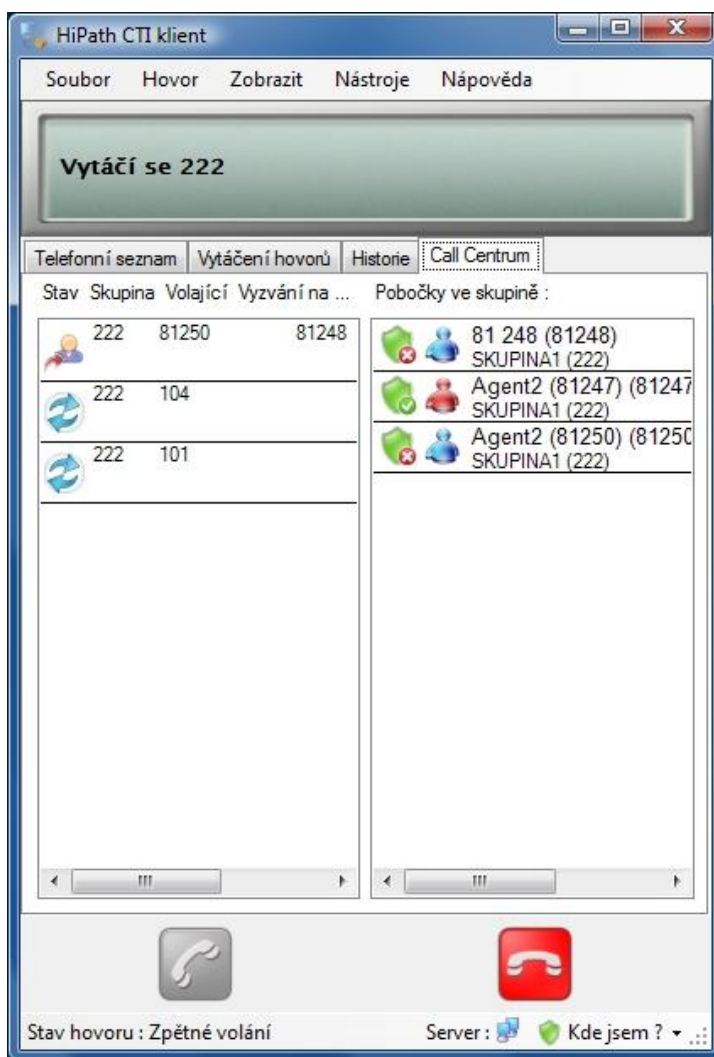 HiPath CTI klient
Soubor Hovor Zobrazit Nástroje Nápověda
Vytáčí se 222
Telefonní seznam Vytáčení hovorů Historie Call Centrum
Stav Skupina Volající Vyzvání na ...
222 81250 81248
222 104
222 101
Pobočky ve skupině :
81 248 (81248)
SKUPINA1 (222)
Agent2 (81247) (81247
SKUPINA1 (222)
Agent2 (81250) (81250
SKUPINA1 (222)
Stav hovoru : Zpětné volání Server : Kde jsem ?